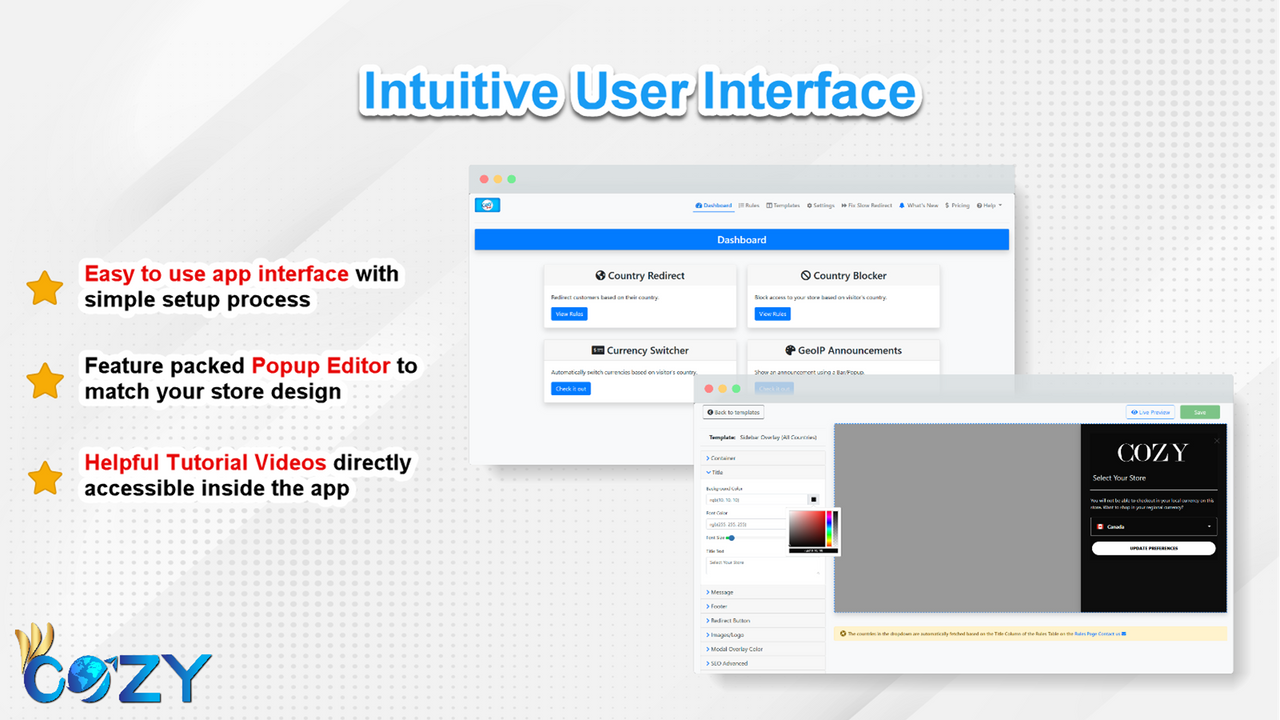 Intuitive User Interface
Easy to use app interface with
simple setup process
Feature packed Popup Editor to
match your store design
Helpful Tutorial Videos directly
accessible inside the app
COZY
Dashboard Rules Templates Settings Fix Slow Redirect What's New $ Pricing Help
Dashboard
Country Redirect
Redirect customers based on their country.
View Rules
Country Blocker
Block access to your store based on visitor's country.
View Rules
Currency Switcher
Automatically switch currencies based on visitor's country.
Check it out
GeoIP Announcements
Show an announcement using a Bar/Popup.
Check it out
Back to templates
Live Preview
Save
Template: Sidebar Overlay (All Countries)
Container
Title
Background Color
rgb(10, 10, 10)
Font Color
rgb(255, 255, 255)
Font Size
Title Text
Select Your Store
Message
Footer
Redirect Button
Images/Logo
Modal Overlay Color
SEO Advanced
COZY
Select Your Store
You will not be able to checkout in your local currency on this
store. Want to shop in your regional currency?
Canada
UPDATE PREFERENCES
The countries in the dropdown are automatically fetched based on the Title Column of the Rules Table on the Rules Page Contact us